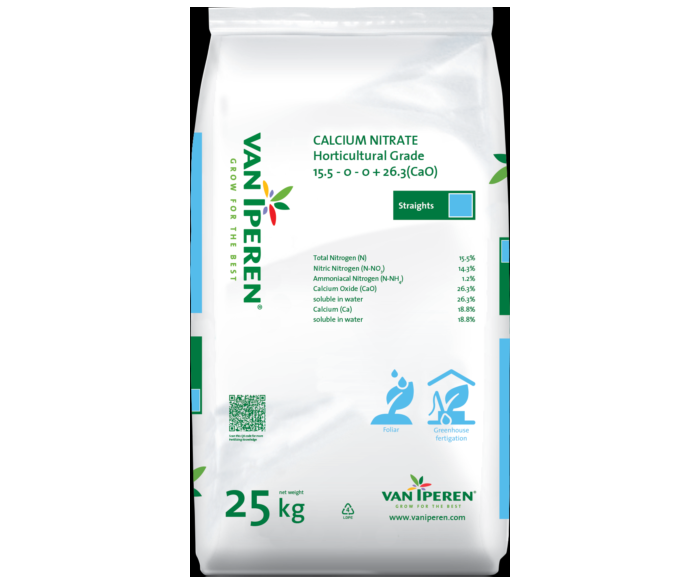 CALCIUM NITRATE
Horticultural Grade
15.5 - 0 - 0 + 26.3(CaO)
Straights
VAN IPEREN®
GROW FOR THE BEST
Total Nitrogen (N) 15.5%
Nitric Nitrogen (N-NO₃) 14.3%
Ammoniacal Nitrogen (N-NH₄) 1.2%
Calcium Oxide (CaO) 26.3%
soluble in water 26.3%
Calcium (Ca) 18.8%
soluble in water 18.8%
Foliar
Greenhouse
fertigation
25 kg
net weight
4
LDPE
VAN IPEREN®
GROW FOR THE BEST
www.vaniperen.com